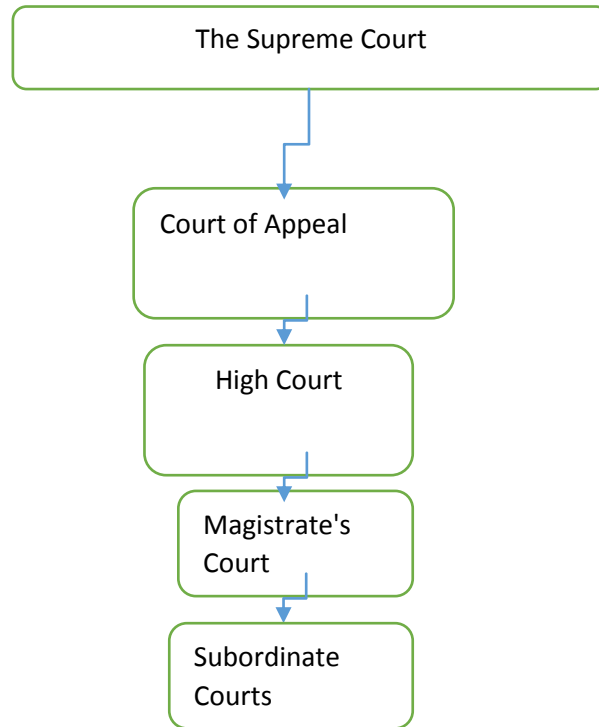 The Supreme Court
Court of Appeal
High Court
Magistrate's
Court
Subordinate
Courts